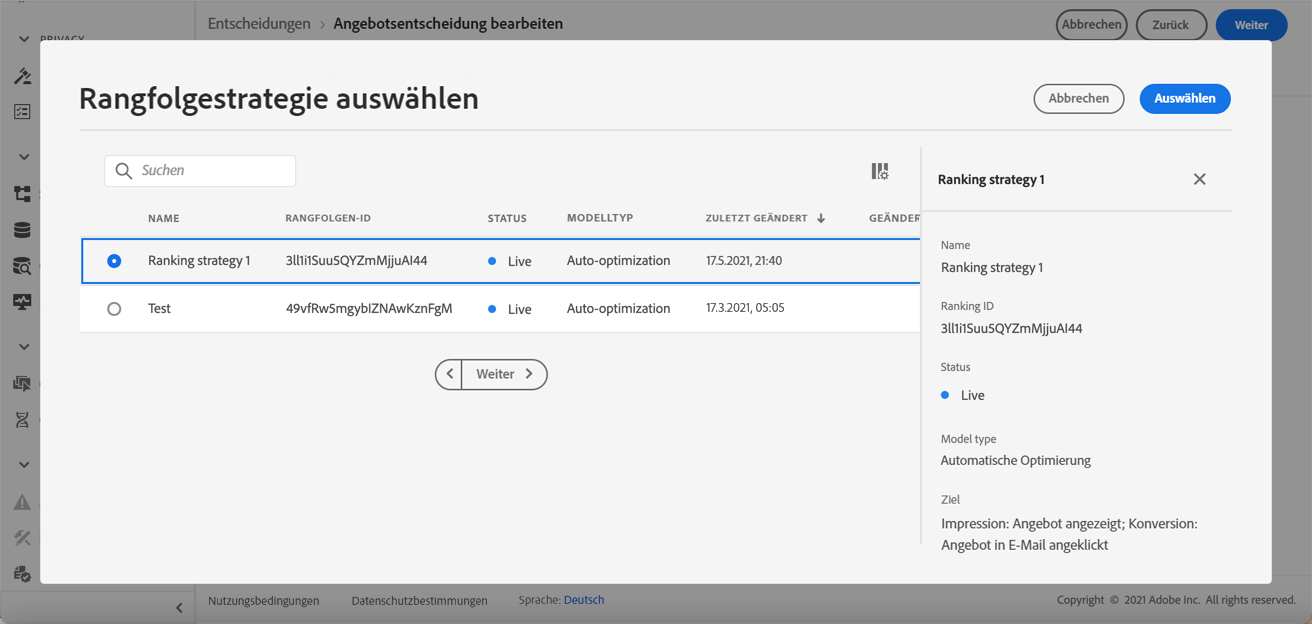 Entscheidungen › Angebotsentscheidung bearbeiten
Abbrechen
Zurück
Weiter
PRIVACY
Rangfolgestrategie auswählen
Abbrechen
Auswählen
Suchen
NAME RANGFOLGEN-ID STATUS MODELLTYP ZULETZT GEÄNDERT ↓ GEÄNDER
Ranking strategy 1 3ll1i1Suu5QYZmMjjuAI44 Live Auto-optimization 17.5.2021, 21:40
Test 49vfRw5mgybIZNAwKznFgM Live Auto-optimization 17.3.2021, 05:05
Weiter
Ranking strategy 1
Name
Ranking strategy 1
Ranking ID
3ll1i1Suu5QYZmMjjuAI44
Status
Live
Model type
Automatische Optimierung
Ziel
Impression: Angebot angezeigt; Konversion:
Angebot in E-Mail angeklickt
Nutzungsbedingungen Datenschutzbestimmungen Sprache: Deutsch Copyright © 2021 Adobe Inc. All rights reserved.